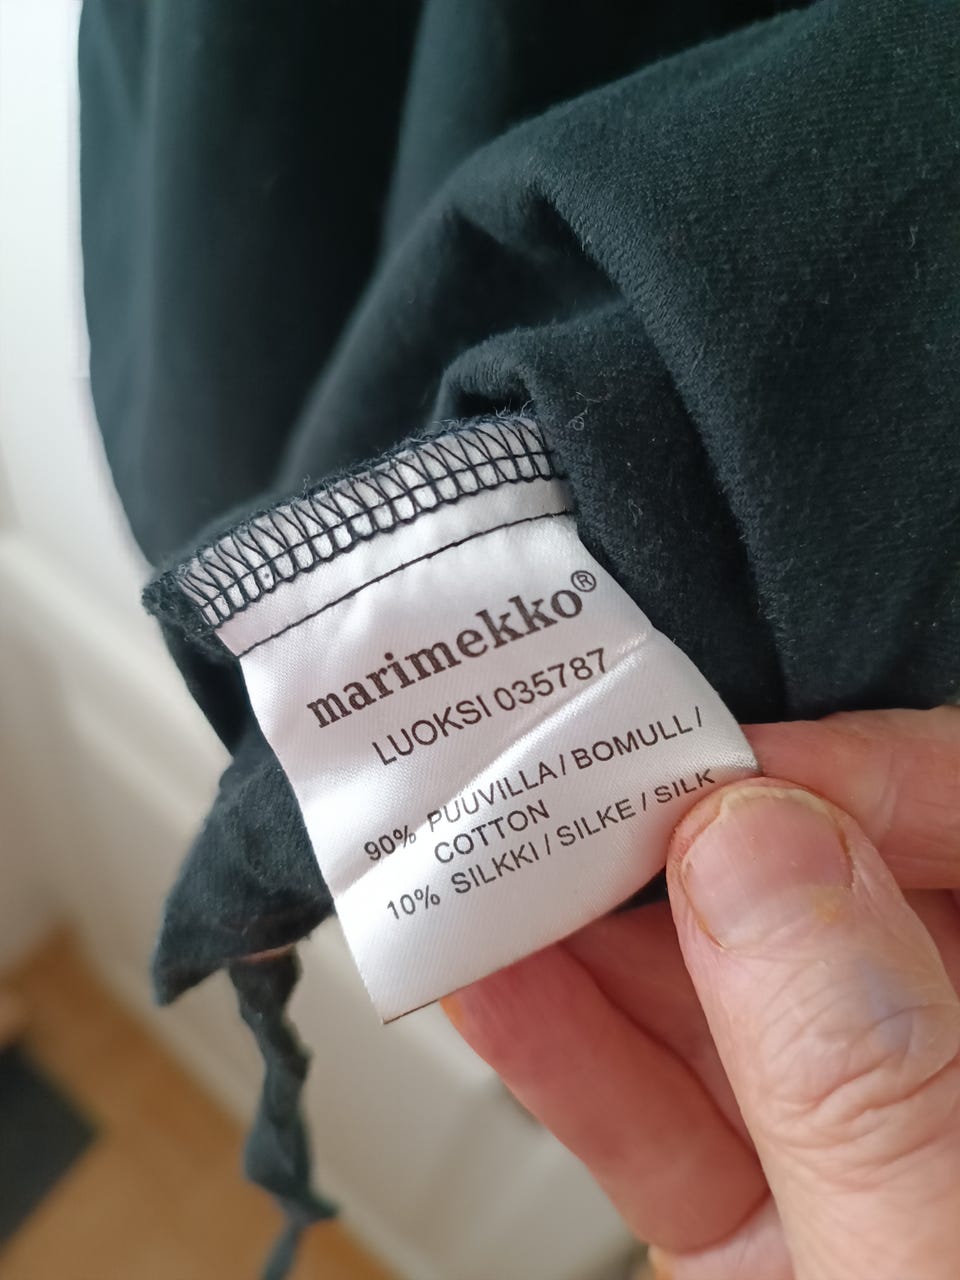 marimekko®
LUOKSI 035787
90% PUUVILLA / BOMULL /
COTTON
10% SILKKI / SILKE / SILK